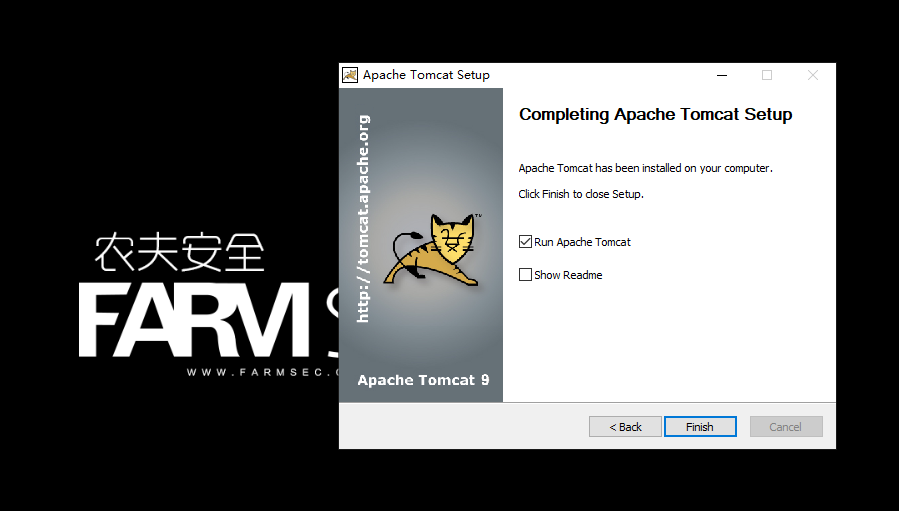 Apache Tomcat Setup
http://tomcat.apache.org
Apache Tomcat 9
Completing Apache Tomcat Setup
Apache Tomcat has been installed on your computer.
Click Finish to close Setup.
Run Apache Tomcat
Show Readme
< Back
Finish
Cancel
农夫安全
FARM
WWW.FARMSEC.